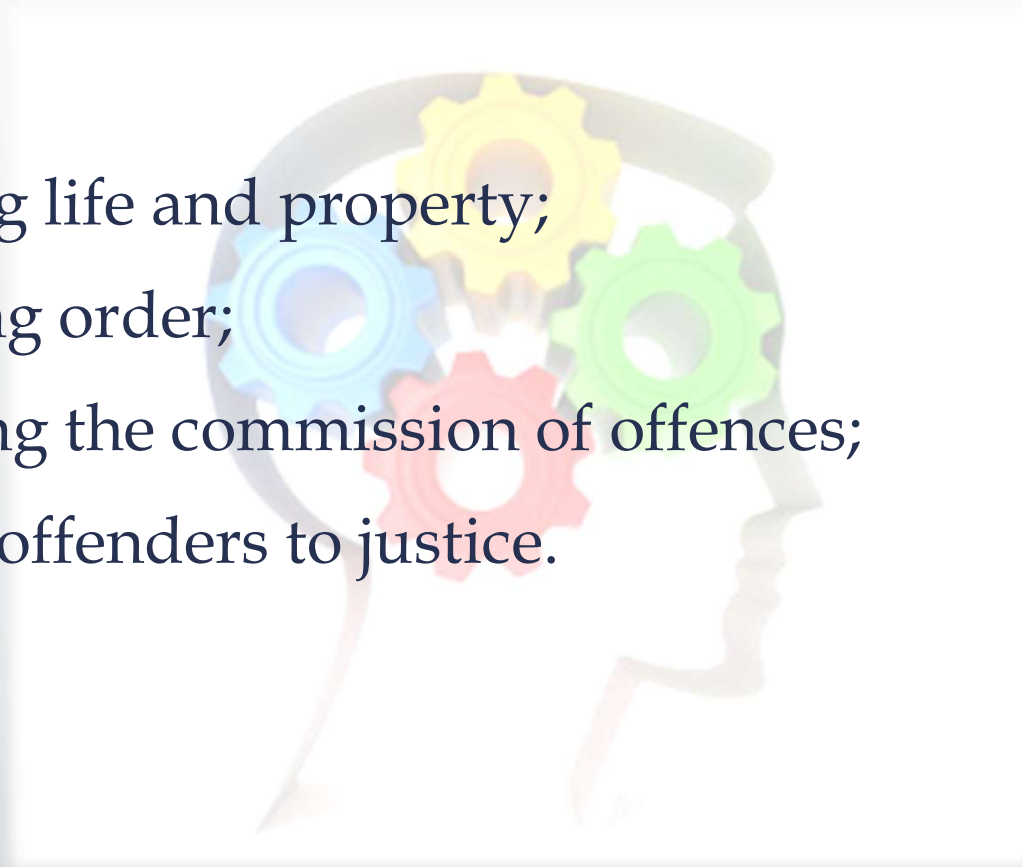 g life and property;
ng order;
ng the commission of offences;
offenders to justice.